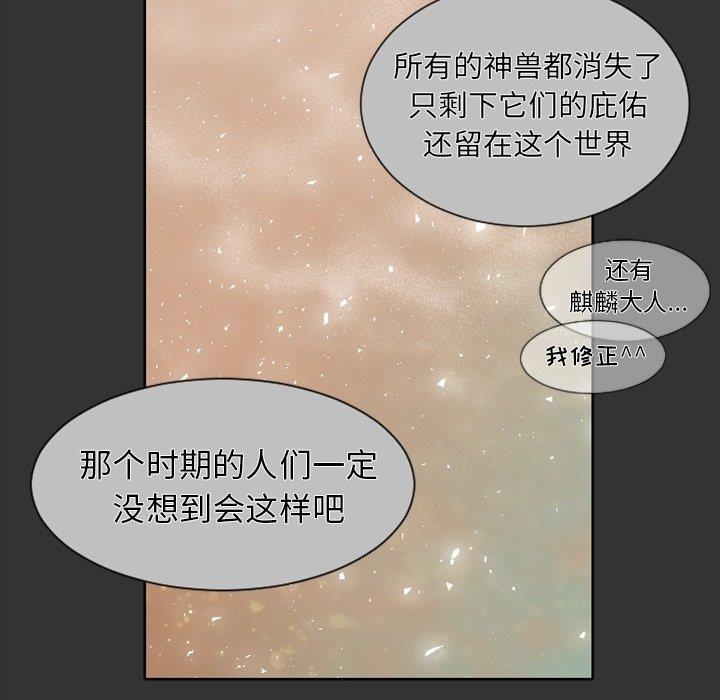 所有的神兽都消失了
只剩下它们的庇佑
还留在这个世界
还有
麒麟大人...
我修正^^
那个时期的人们一定
没想到会这样吧